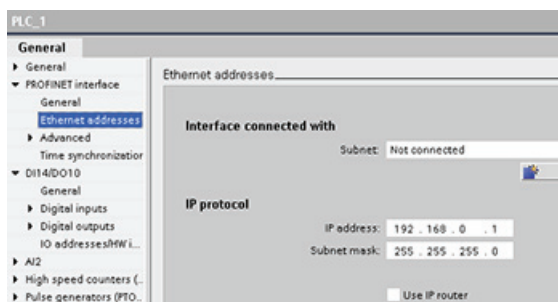 PLC_1
General
General
PROFINET interface
General
Ethernet addresses
Advanced
Time synchronization
DI14/DO10
General
Digital inputs
Digital outputs
IO addresses/HW i...
AI2
High speed counters (..
Pulse generators (PTO..
Ethernet addresses
Interface connected with
Subnet: Not connected
IP protocol
IP address: 192 . 168 . 0 . 1
Subnet mask: 255 . 255 . 255 . 0
Use IP router